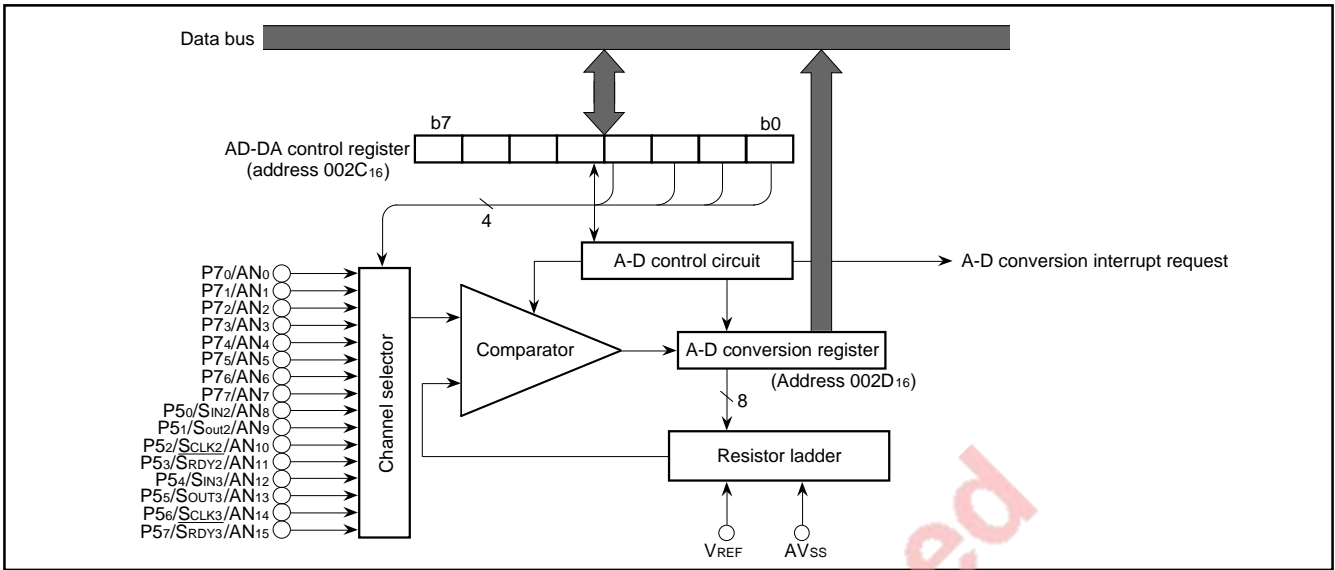 Data bus
b7 b0
AD-DA control register
(address 002C16)
4
A-D control circuit
A-D conversion interrupt request
P70/AN0
P71/AN1
P72/AN2
P73/AN3
P74/AN4
P75/AN5
P76/AN6
P77/AN7
P50/SIN2/AN8
P51/Sout2/AN9
P52/SCLK2/AN10
P53/SRDY2/AN11
P54/SIN3/AN12
P55/SOUT3/AN13
P56/SCLK3/AN14
P57/SRDY3/AN15
Channel selector
Comparator
A-D conversion register
(Address 002D16)
8
Resistor ladder
VREF AVSS